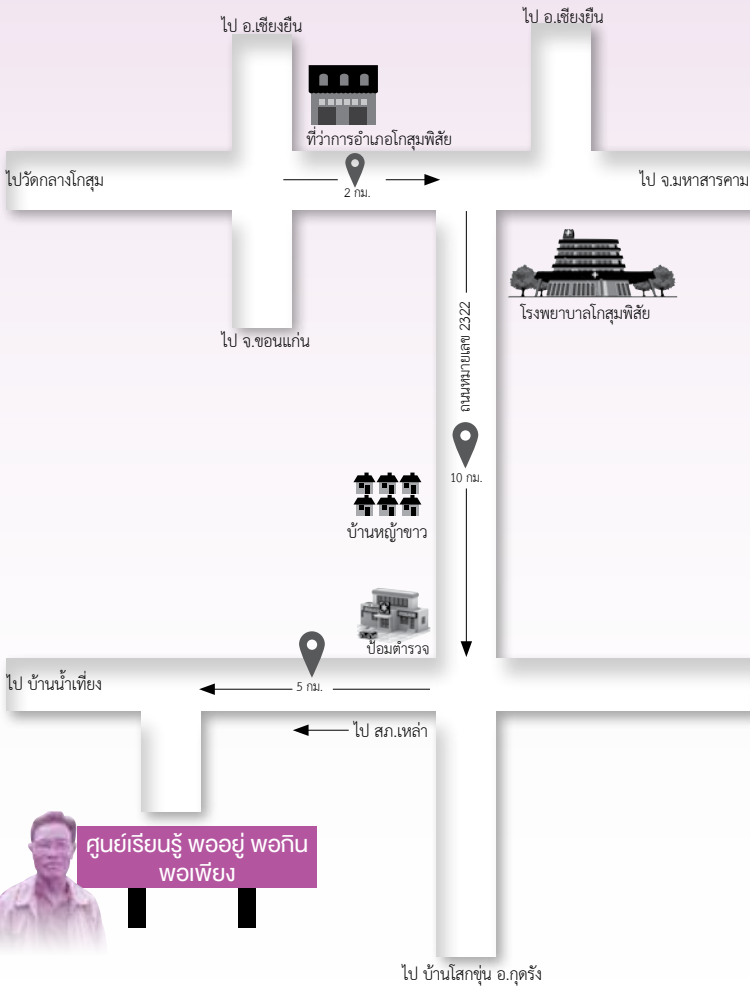 ไป อ.เชียงยืน
ไป อ.เชียงยืน
ที่ว่าการอำเภอโกสุมพิสัย
ไปวัดกลางโกสุม
2 กม.
ไป จ.มหาสารคาม
โรงพยาบาลโกสุมพิสัย
ไป จ.ขอนแก่น
ถนนหมายเลข 2322
10 กม.
บ้านหญ้าขาว
ป้อมตำรวจ
ไป บ้านน้ำเที่ยง
5 กม.
ไป สภ.เหล่า
ศูนย์เรียนรู้ พออยู่ พอกิน
พอเพียง
ไป บ้านโสกขุ่น อ.กุดรัง